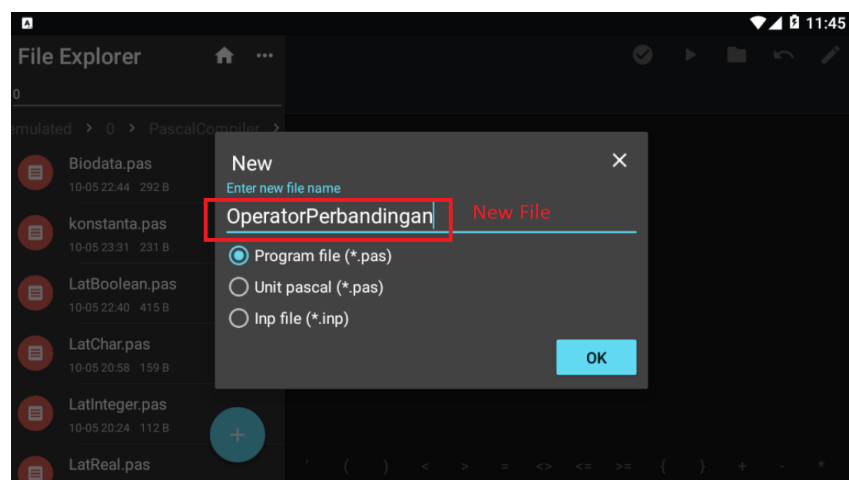 11:45
File Explorer
0
emulated > 0 > PascalCompiler >
Biodata.pas
10-05 22:44 292 B
konstanta.pas
10-05 23:31 231 B
LatBoolean.pas
10-05 22:40 415 B
LatChar.pas
10-05 20:58 159 B
LatInteger.pas
10-05 20:24 112 B
LatReal.pas
New
Enter new file name
OperatorPerbandingan
New File
Program file (*.pas)
Unit pascal (*.pas)
Inp file (*.inp)
OK
' ( ) < > = <> <= >= { } + - *